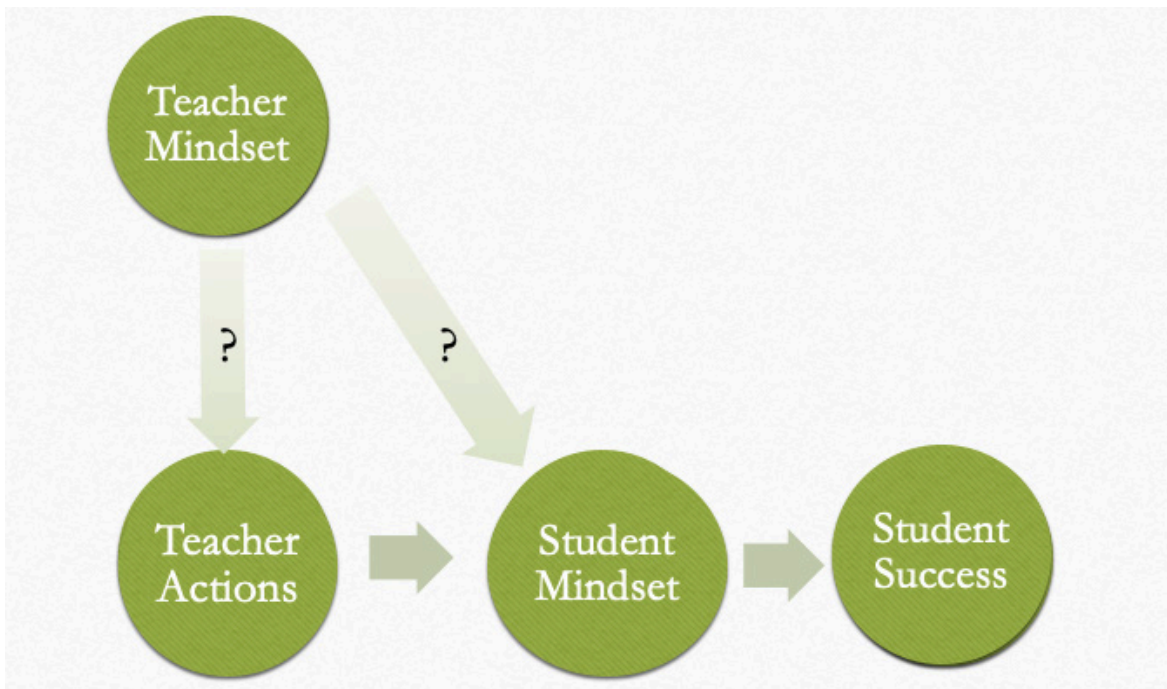 Teacher
Mindset
?
?
Teacher
Actions
Student
Mindset
Student
Success